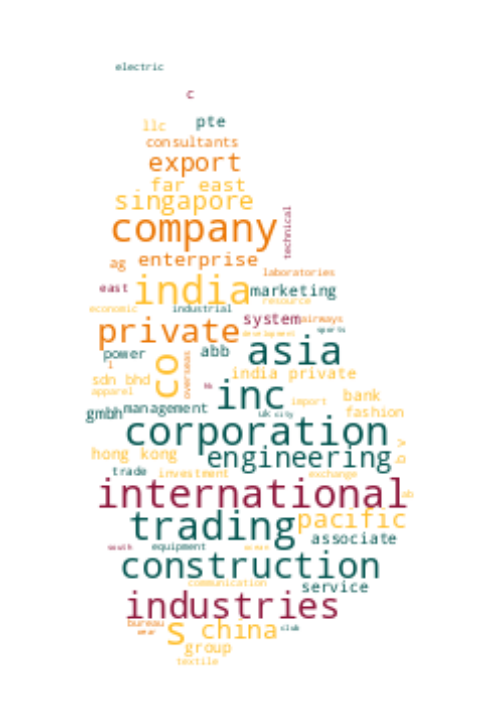 electric
c
llc pte
consultants
export
far east
singapore
company
technical
ag enterprise
laboratories
east india marketing
resource
economic industrial
private system airways
sports
development
power co abb asia
overseas
india private
sdn bhd
apparel
inc
import bank
gmbh management
uk city fashion
corporation
hong kong engineering b v
trade investment exchange
international
trading pacific
associate
south equipment
construction
communication service
industries
bureau
wear
s china club
group
textile